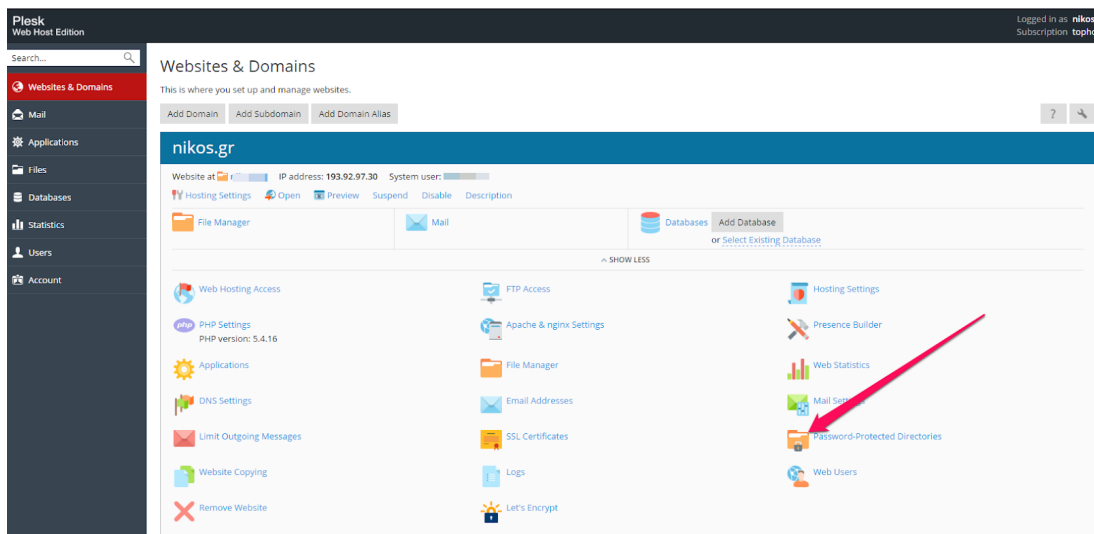 Plesk
Web Host Edition
Logged in as nikos
Subscription topho
Search...
Websites & Domains
Mail
Applications
Files
Databases
Statistics
Users
Account
Websites & Domains
This is where you set up and manage websites.
Add Domain Add Subdomain Add Domain Alias ?
nikos.gr
Website at IP address: 193.92.97.30 System user:
Hosting Settings Open Preview Suspend Disable Description
File Manager Mail Databases Add Database
or Select Existing Database
SHOW LESS
Web Hosting Access FTP Access Hosting Settings
php PHP Settings Apache & nginx Settings Presence Builder
PHP version: 5.4.16
Applications File Manager Web Statistics
DNS Settings Email Addresses Mail
Limit Outgoing Messages SSL Certificates Password-Protected Directories
Website Copying Logs Web Users
Remove Website Let's Encrypt